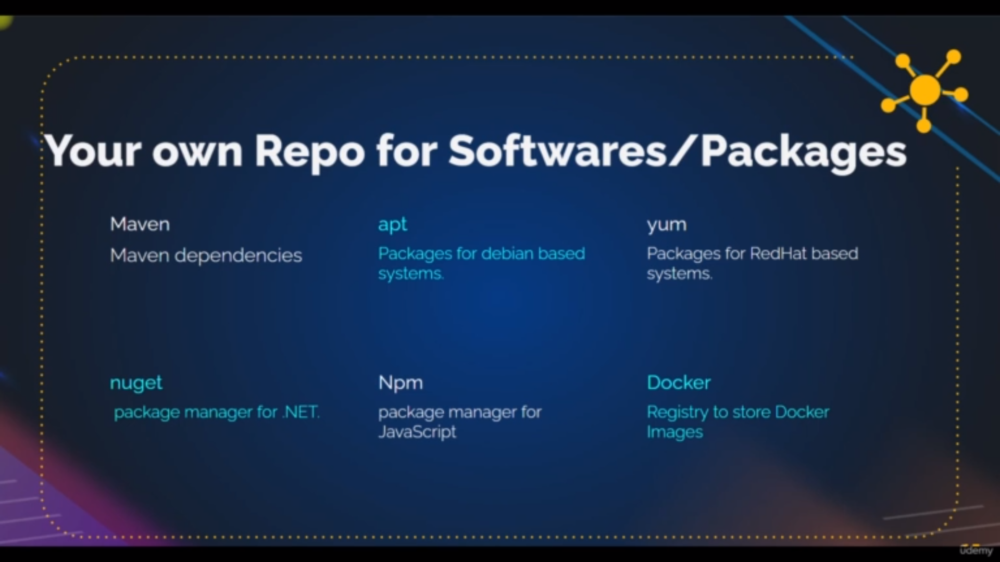 Your own Repo for Softwares/Packages
Maven
Maven dependencies
apt
Packages for debian based
systems.
yum
Packages for RedHat based
systems.
nuget
package manager for .NET.
Npm
package manager for
JavaScript
Docker
Registry to store Docker
Images
udemy